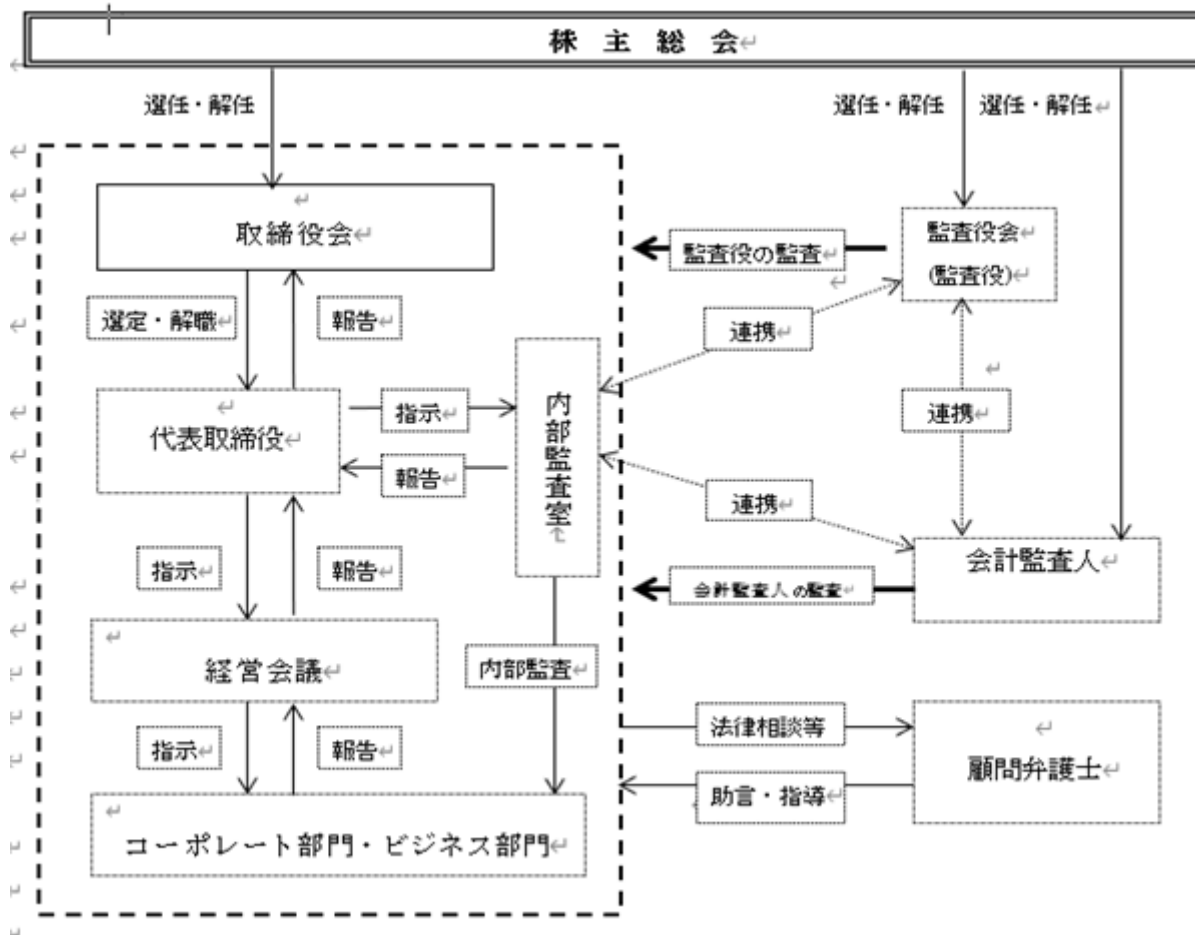 株 主 総 会
選任・解任
選任・解任
選任・解任
取締役会
監査役会
(監査役)
監査役の監査
選定・解職
報告
連携
内部監査室
代表取締役
指示
連携
報告
連携
指示
報告
会計監査人
会計監査人の監査
経営会議
内部監査
指示
報告
法律相談等
顧問弁護士
助言・指導
コーポレート部門・ビジネス部門